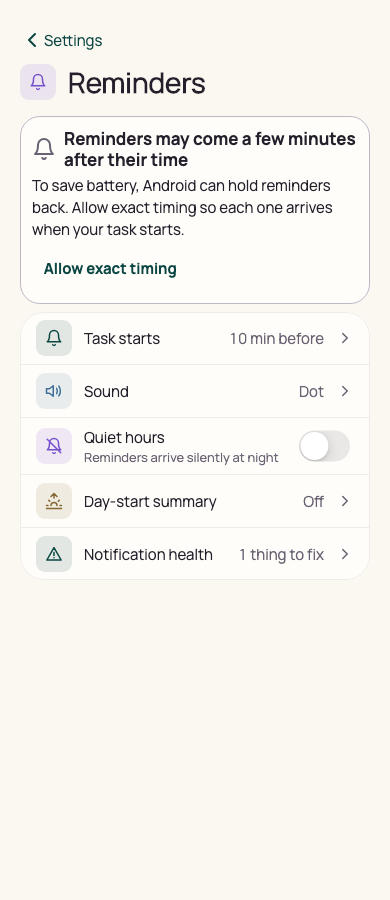 Settings
Reminders
Reminders may come a few minutes
after their time
To save battery, Android can hold reminders
back. Allow exact timing so each one arrives
when your task starts.
Allow exact timing
Task starts 10 min before
Sound Dot
Quiet hours
Reminders arrive silently at night
Day-start summary Off
Notification health 1 thing to fix